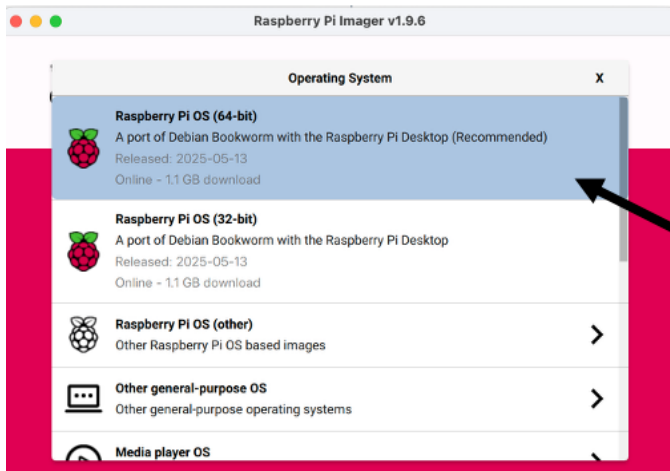 Raspberry Pi Imager v1.9.6
Operating System X
Raspberry Pi OS (64-bit)
A port of Debian Bookworm with the Raspberry Pi Desktop (Recommended)
Released: 2025-05-13
Online - 1.1 GB download
Raspberry Pi OS (32-bit)
A port of Debian Bookworm with the Raspberry Pi Desktop
Released: 2025-05-13
Online - 1.1 GB download
Raspberry Pi OS (other)
Other Raspberry Pi OS based images
Other general-purpose OS
Other general-purpose operating systems
Media player OS